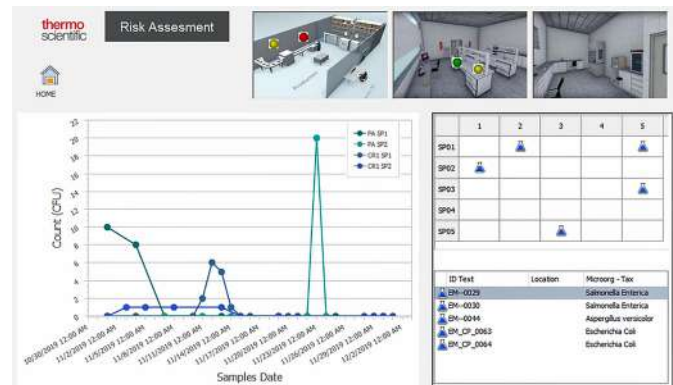 thermo
scientific
Risk Assesment
HOME
Production
22
20
18
16
14
12
10
8
6
4
2
0
Count (CFU)
PA SP1
PA SP2
CR1 SP1
CR1 SP2
10/30/2019 12:00 AM
11/2/2019 12:00 AM
11/5/2019 12:00 AM
11/8/2019 12:00 AM
11/11/2019 12:00 AM
11/14/2019 12:00 AM
11/17/2019 12:00 AM
11/20/2019 12:00 AM
11/23/2019 12:00 AM
11/26/2019 12:00 AM
11/29/2019 12:00 AM
12/2/2019 12:00 AM
Samples Date
1 2 3 4 5
SP01
SP02
SP03
SP04
SP05
ID Text Location Microorg - Tax
EM--0029 Salmonella Enterica
EM--0030 Salmonella Enterica
EM--0044 Aspergillus versicolor
EM_CP_0063 Escherichia Coli
EM_CP_0064 Escherichia Coli